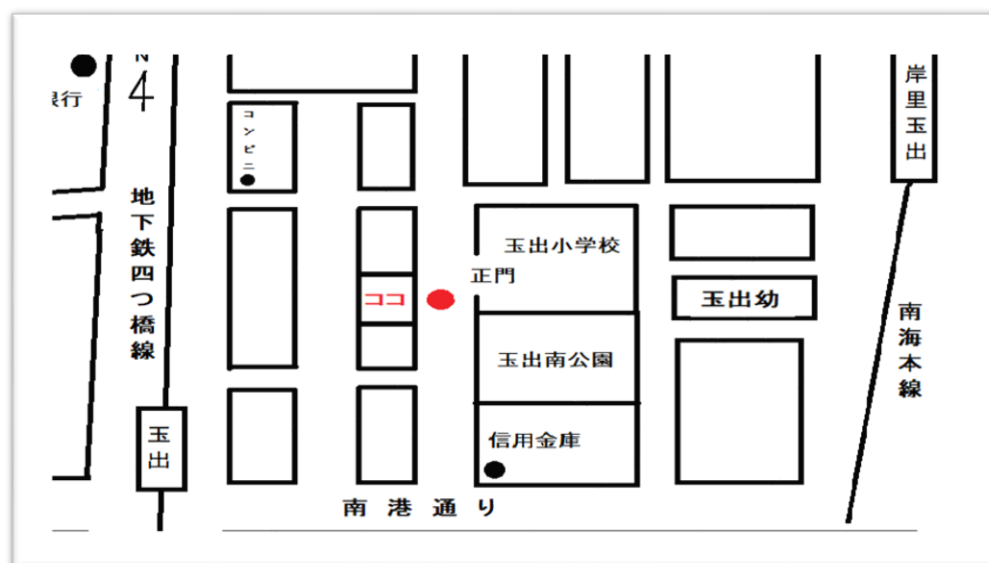 N
4
行
コンビニ
岸里玉出
地下鉄四つ橋線
玉出小学校
正門
ココ
玉出幼
南海本線
玉出南公園
玉出
信用金庫
南港通り